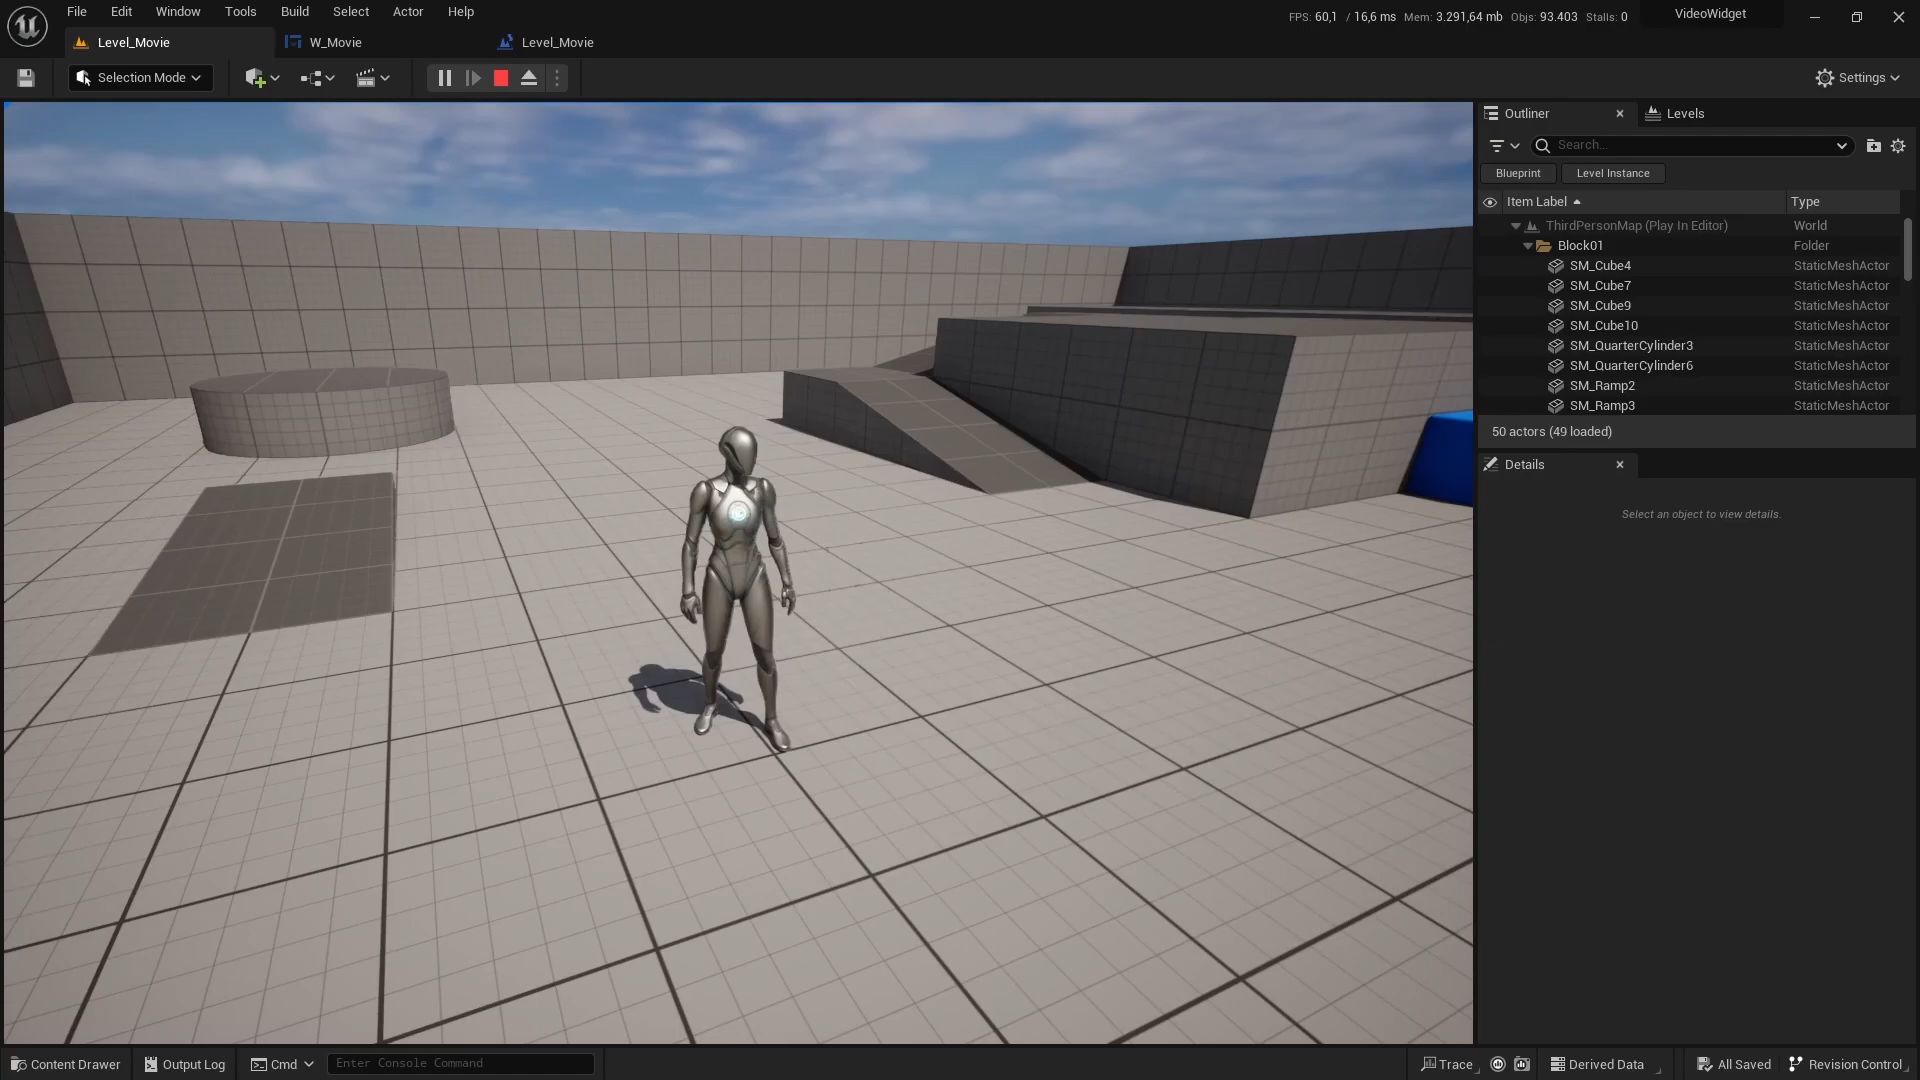 File Edit Window Tools Build Select Actor Help
FPS: 60,1 / 16,6 ms Mem: 3.291,64 mb Objs: 93.403 Stalls: 0
VideoWidget
Level_Movie
W_Movie
Level_Movie
Selection Mode
Settings
Outliner
Levels
Search...
Blueprint
Level Instance
Item Label Type
ThirdPersonMap (Play In Editor) World
Block01 Folder
SM_Cube4 StaticMeshActor
SM_Cube7 StaticMeshActor
SM_Cube9 StaticMeshActor
SM_Cube10 StaticMeshActor
SM_QuarterCylinder3 StaticMeshActor
SM_QuarterCylinder6 StaticMeshActor
SM_Ramp2 StaticMeshActor
SM_Ramp3 StaticMeshActor
50 actors (49 loaded)
Details
Select an object to view details.
Content Drawer Output Log Cmd Enter Console Command Trace Derived Data All Saved Revision Control